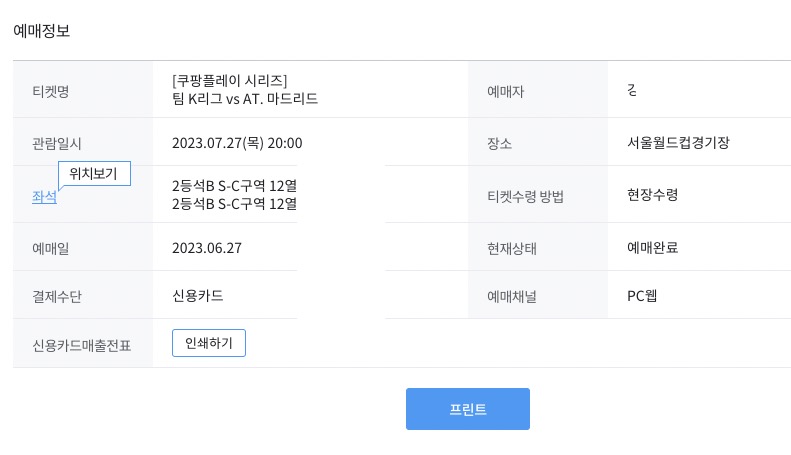 예매정보
티켓명
[쿠팡플레이 시리즈]
팀 K리그 vs AT. 마드리드
예매자
관람일시
2023.07.27(목) 20:00
장소
서울월드컵경기장
위치보기
좌석
2등석B S-C구역 12열
2등석B S-C구역 12열
티켓수령 방법
현장수령
예매일
2023.06.27
현재상태
예매완료
결제수단
신용카드
예매채널
PC웹
신용카드매출전표
인쇄하기
프린트